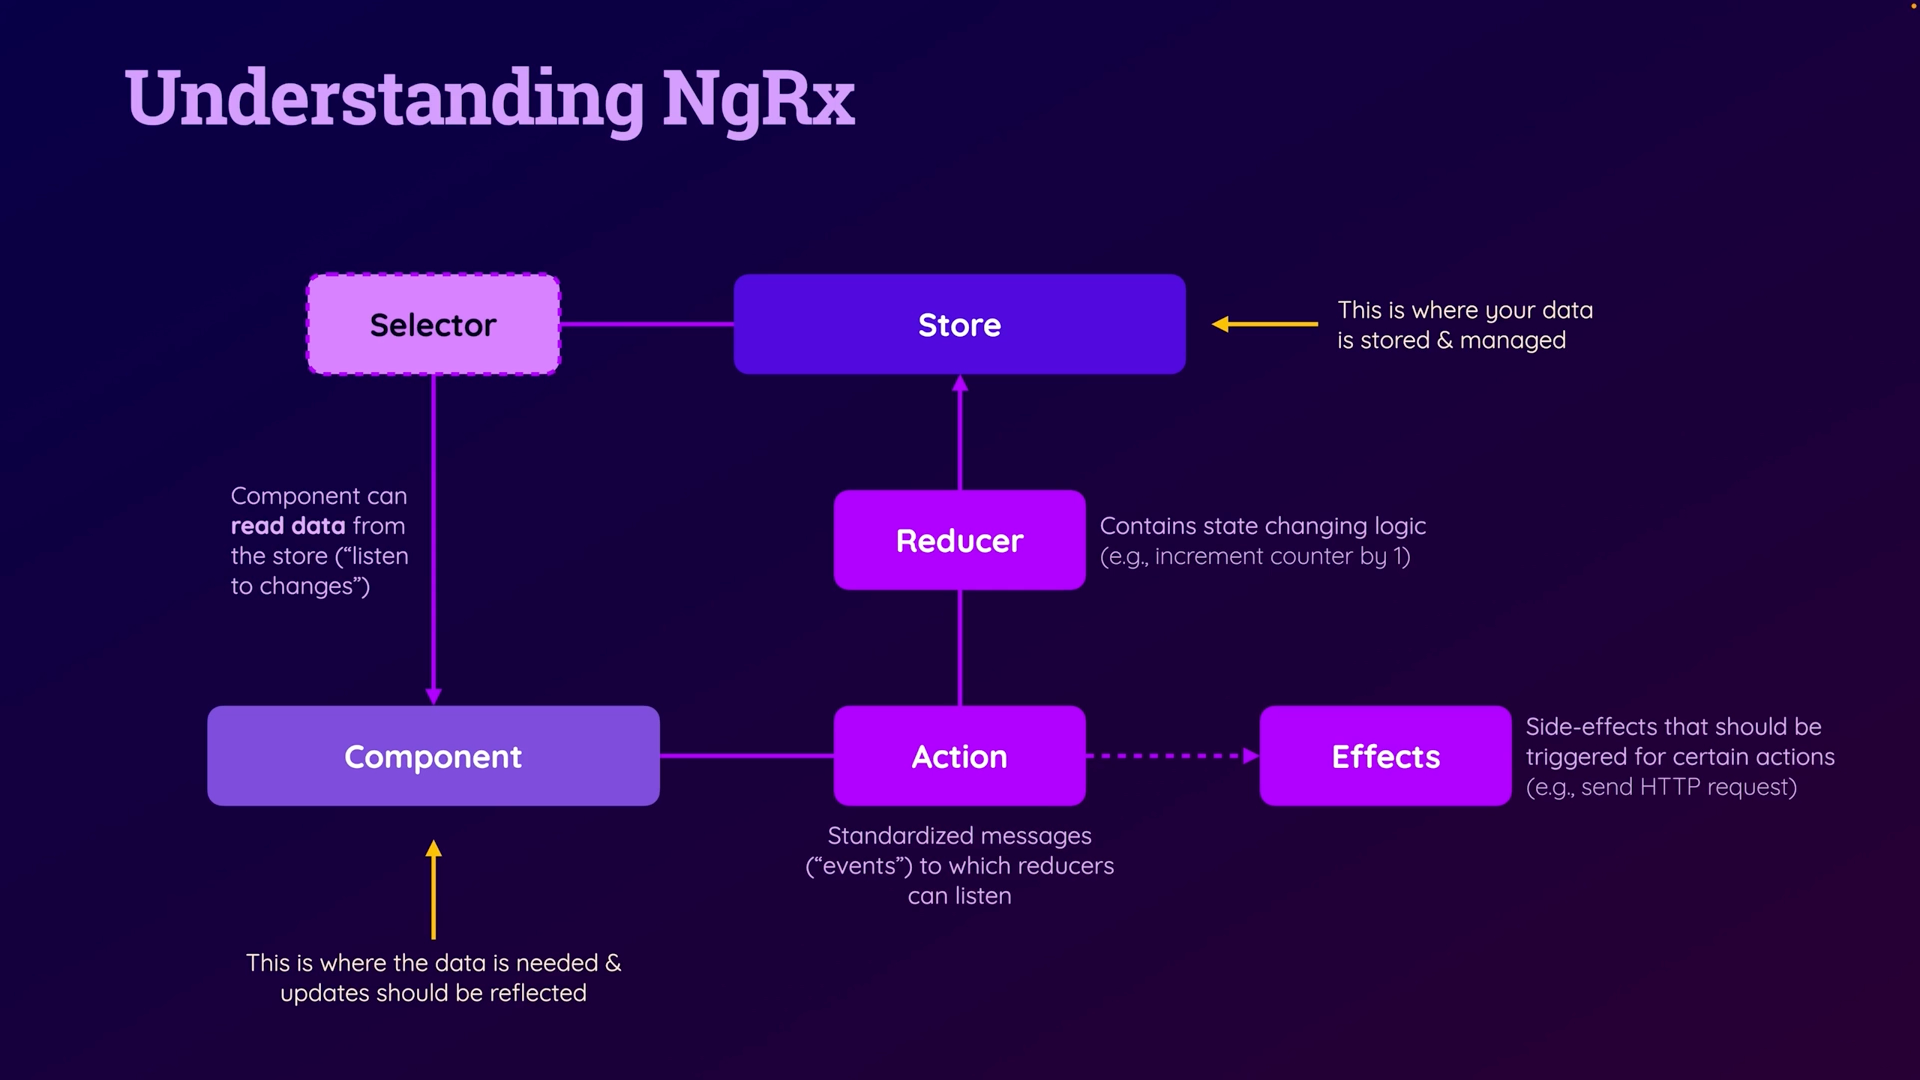 Understanding NgRx
Selector
Store
This is where your data
is stored & managed
Component can
read data from
the store (“listen
to changes”)
Reducer
Contains state changing logic
(e.g., increment counter by 1)
Component
Action
Effects
Side-effects that should be
triggered for certain actions
(e.g., send HTTP request)
Standardized messages
(“events”) to which reducers
can listen
This is where the data is needed &
updates should be reflected